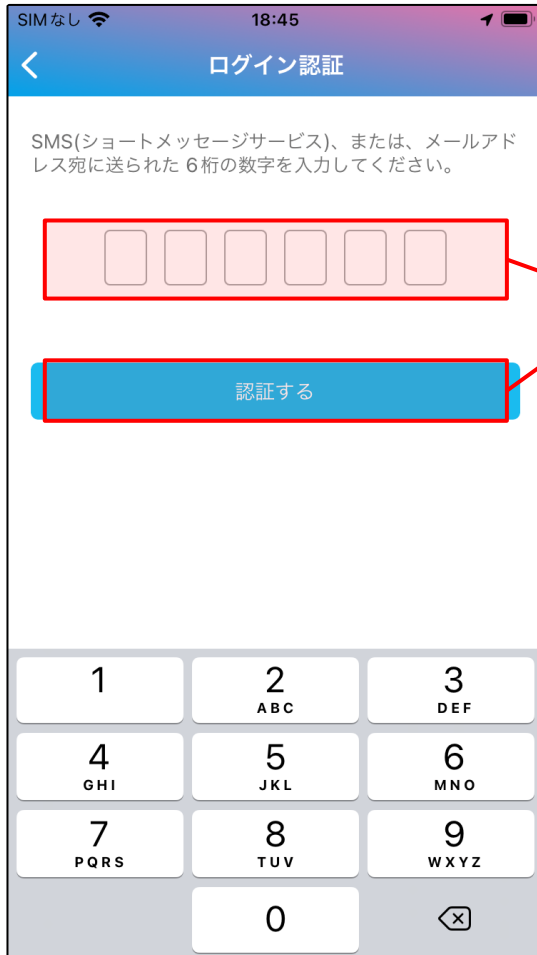 SIMなし 18:45
ログイン認証
SMS(ショートメッセージサービス)、または、メールアド
レス宛に送られた 6桁の数字を入力してください。
認証する
1 2 3
ABC DEF
4 5 6
GHI JKL MNO
7 8 9
PQRS TUV WXYZ
0